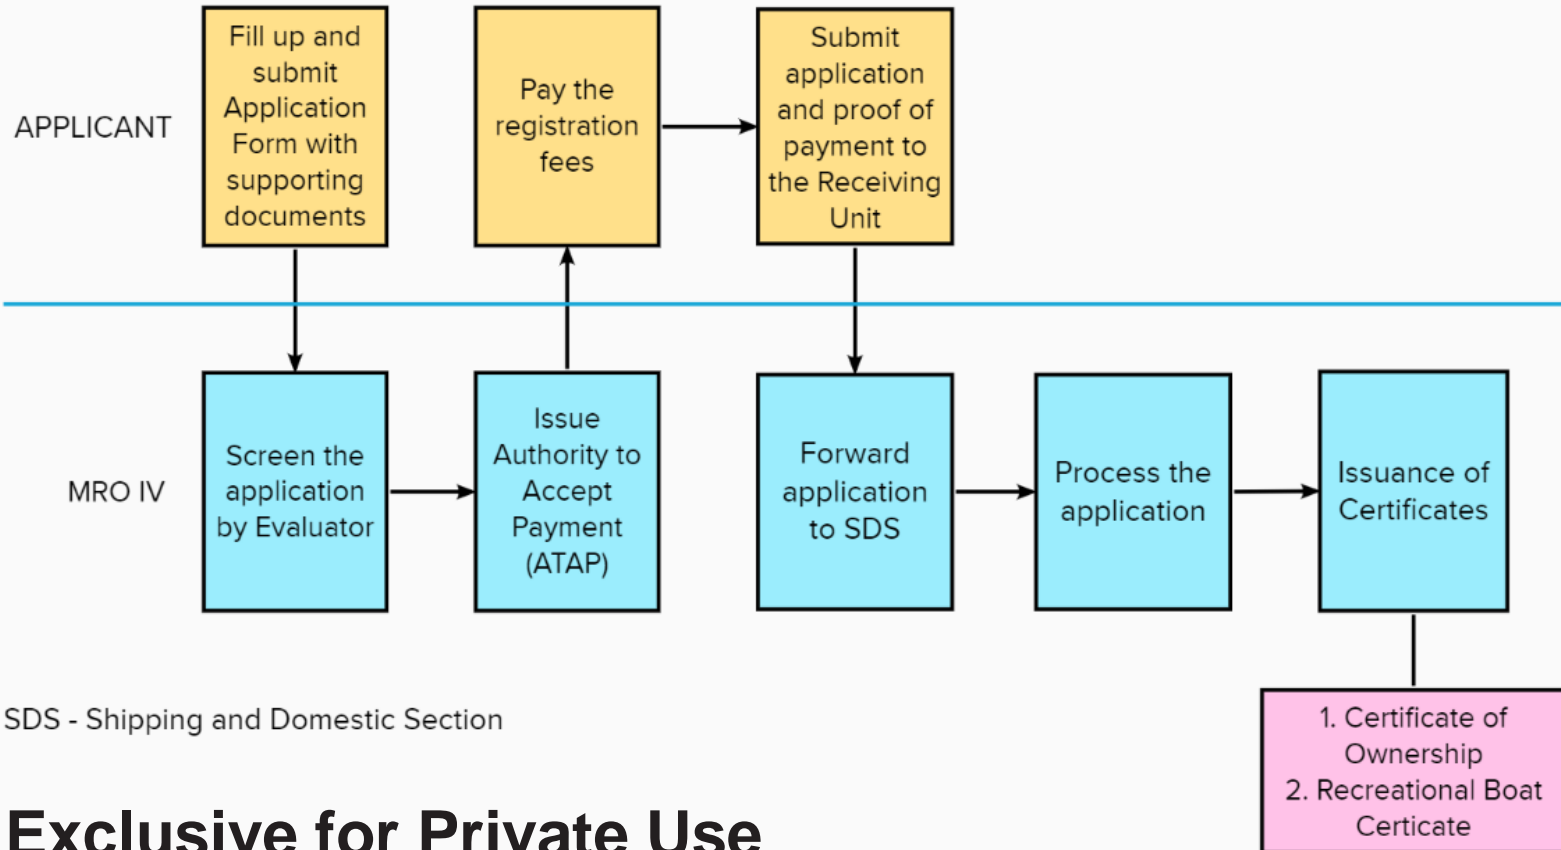 APPLICANT
Fill up and
submit
Application
Form with
supporting
documents
Pay the
registration
fees
Submit
application
and proof of
payment to
the Receiving
Unit
MRO IV
Screen the
application
by Evaluator
Issue
Authority to
Accept
Payment
(ATAP)
Forward
application
to SDS
Process the
application
Issuance of
Certificates
SDS - Shipping and Domestic Section
1. Certificate of
Ownership
2. Recreational Boat
Certicate
Exclusive for Private Use